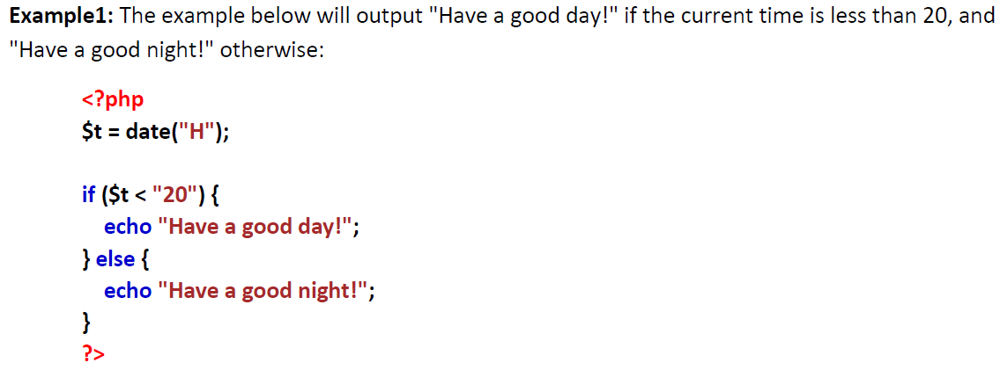 Example1: The example below will output "Have a good day!" if the current time is less than 20, and
"Have a good night!" otherwise:
<?php
$t = date("H");
if ($t < "20") {
echo "Have a good day!";
} else {
echo "Have a good night!";
}
?>